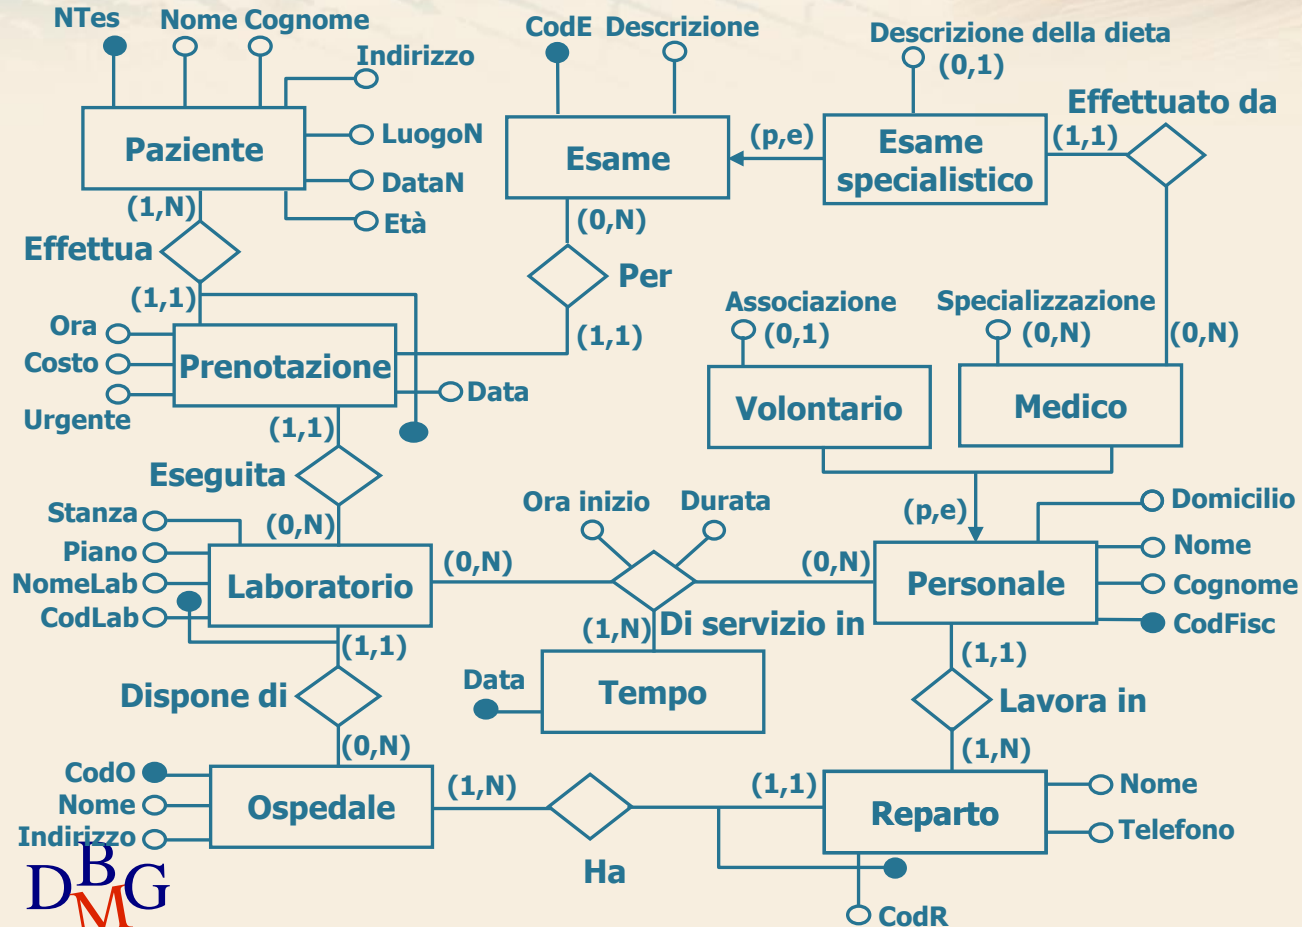 NTes
Nome Cognome
Indirizzo
Paziente
LuogoN
DataN
Età
(1,N)
Effettua
(1,1)
CodE Descrizione
Esame
(0,N)
Per
(1,1)
(p,e)
Descrizione della dieta
(0,1)
Esame
specialistico
Effettuato da
(1,1)
(0,N)
Ora
Costo
Urgente
Prenotazione
Data
(1,1)
Eseguita
(0,N)
Associazione
(0,1)
Volontario
Specializzazione
(0,N)
Medico
(p,e)
Stanza
Piano
NomeLab
CodLab
Laboratorio
(0,N)
Ora inizio
Durata
(0,N)
Di servizio in
(1,N)
Data
Tempo
Personale
Domicilio
Nome
Cognome
CodFisc
(1,1)
Lavora in
(1,N)
(1,1)
Dispone di
(0,N)
CodO
Nome
Indirizzo
Ospedale
(1,N)
Ha
(1,1)
Reparto
Nome
Telefono
CodR
DBMG